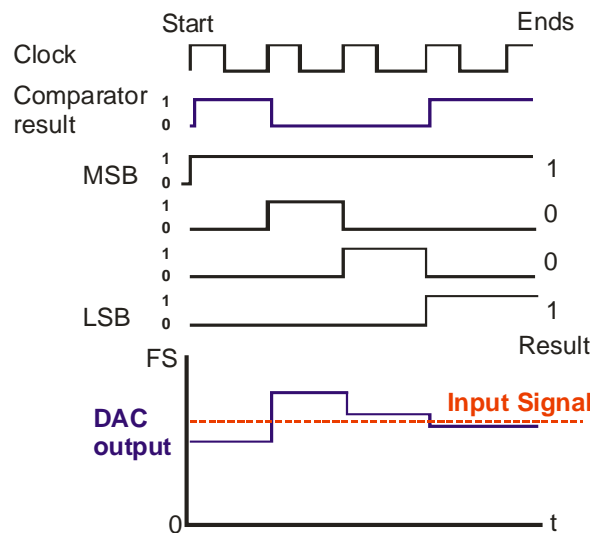 Start
Ends
Clock
Comparator
result
1
0
MSB
1
0
1
1
0
0
1
0
0
LSB
1
0
1
Result
FS
DAC
output
Input Signal
0
t